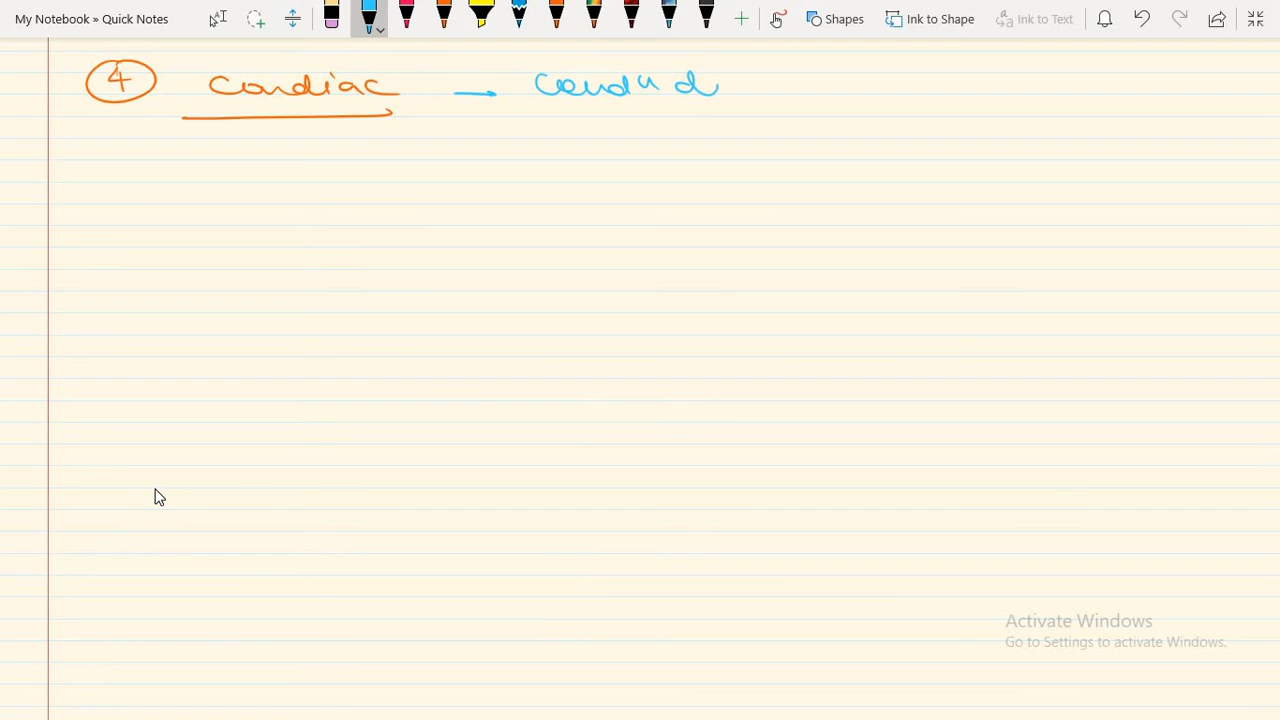 My Notebook » Quick Notes Shapes Ink to Shape Ink to Text
④ Cardiac —
Activate Windows
Go to Settings to activate Windows.